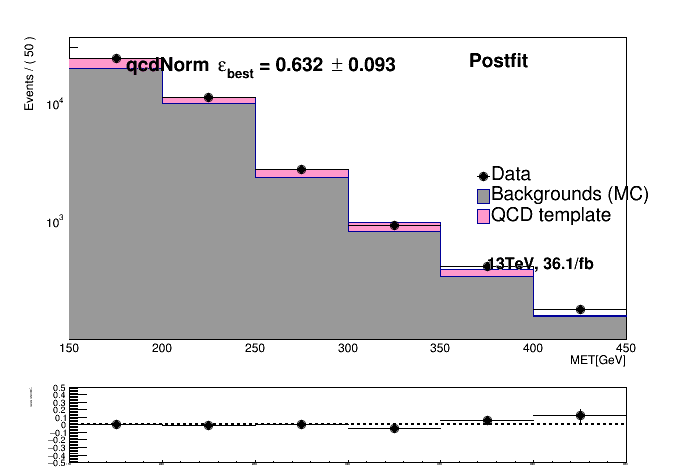 qcdNorm εbest = 0.632 ± 0.093
Postfit
Events / ( 50 )
10^4
10^3
Data
Backgrounds (MC)
QCD template
13TeV, 36.1/fb
150 200 250 300 350 400 450
MET[GeV]
0.5
0.4
0.3
0.2
0.1
0
−0.1
−0.2
−0.3
−0.4
−0.5